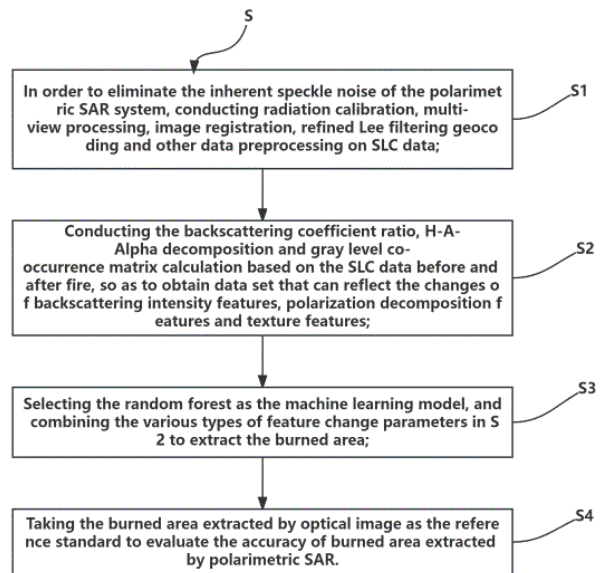 S
In order to eliminate the inherent speckle noise of the polarimet
ric SAR system, conducting radiation calibration, multi-
view processing, image registration, refined Lee filtering geoco
ding and other data preprocessing on SLC data;
S1
Conducting the backscattering coefficient ratio, H-A-
Alpha decomposition and gray level co-
occurrence matrix calculation based on the SLC data before and
after fire, so as to obtain data set that can reflect the changes o
f backscattering intensity features, polarization decomposition f
eatures and texture features;
S2
Selecting the random forest as the machine learning model, and
combining the various types of feature change parameters in S
2 to extract the burned area;
S3
Taking the burned area extracted by optical image as the refere
nce standard to evaluate the accuracy of burned area extracted
by polarimetric SAR.
S4